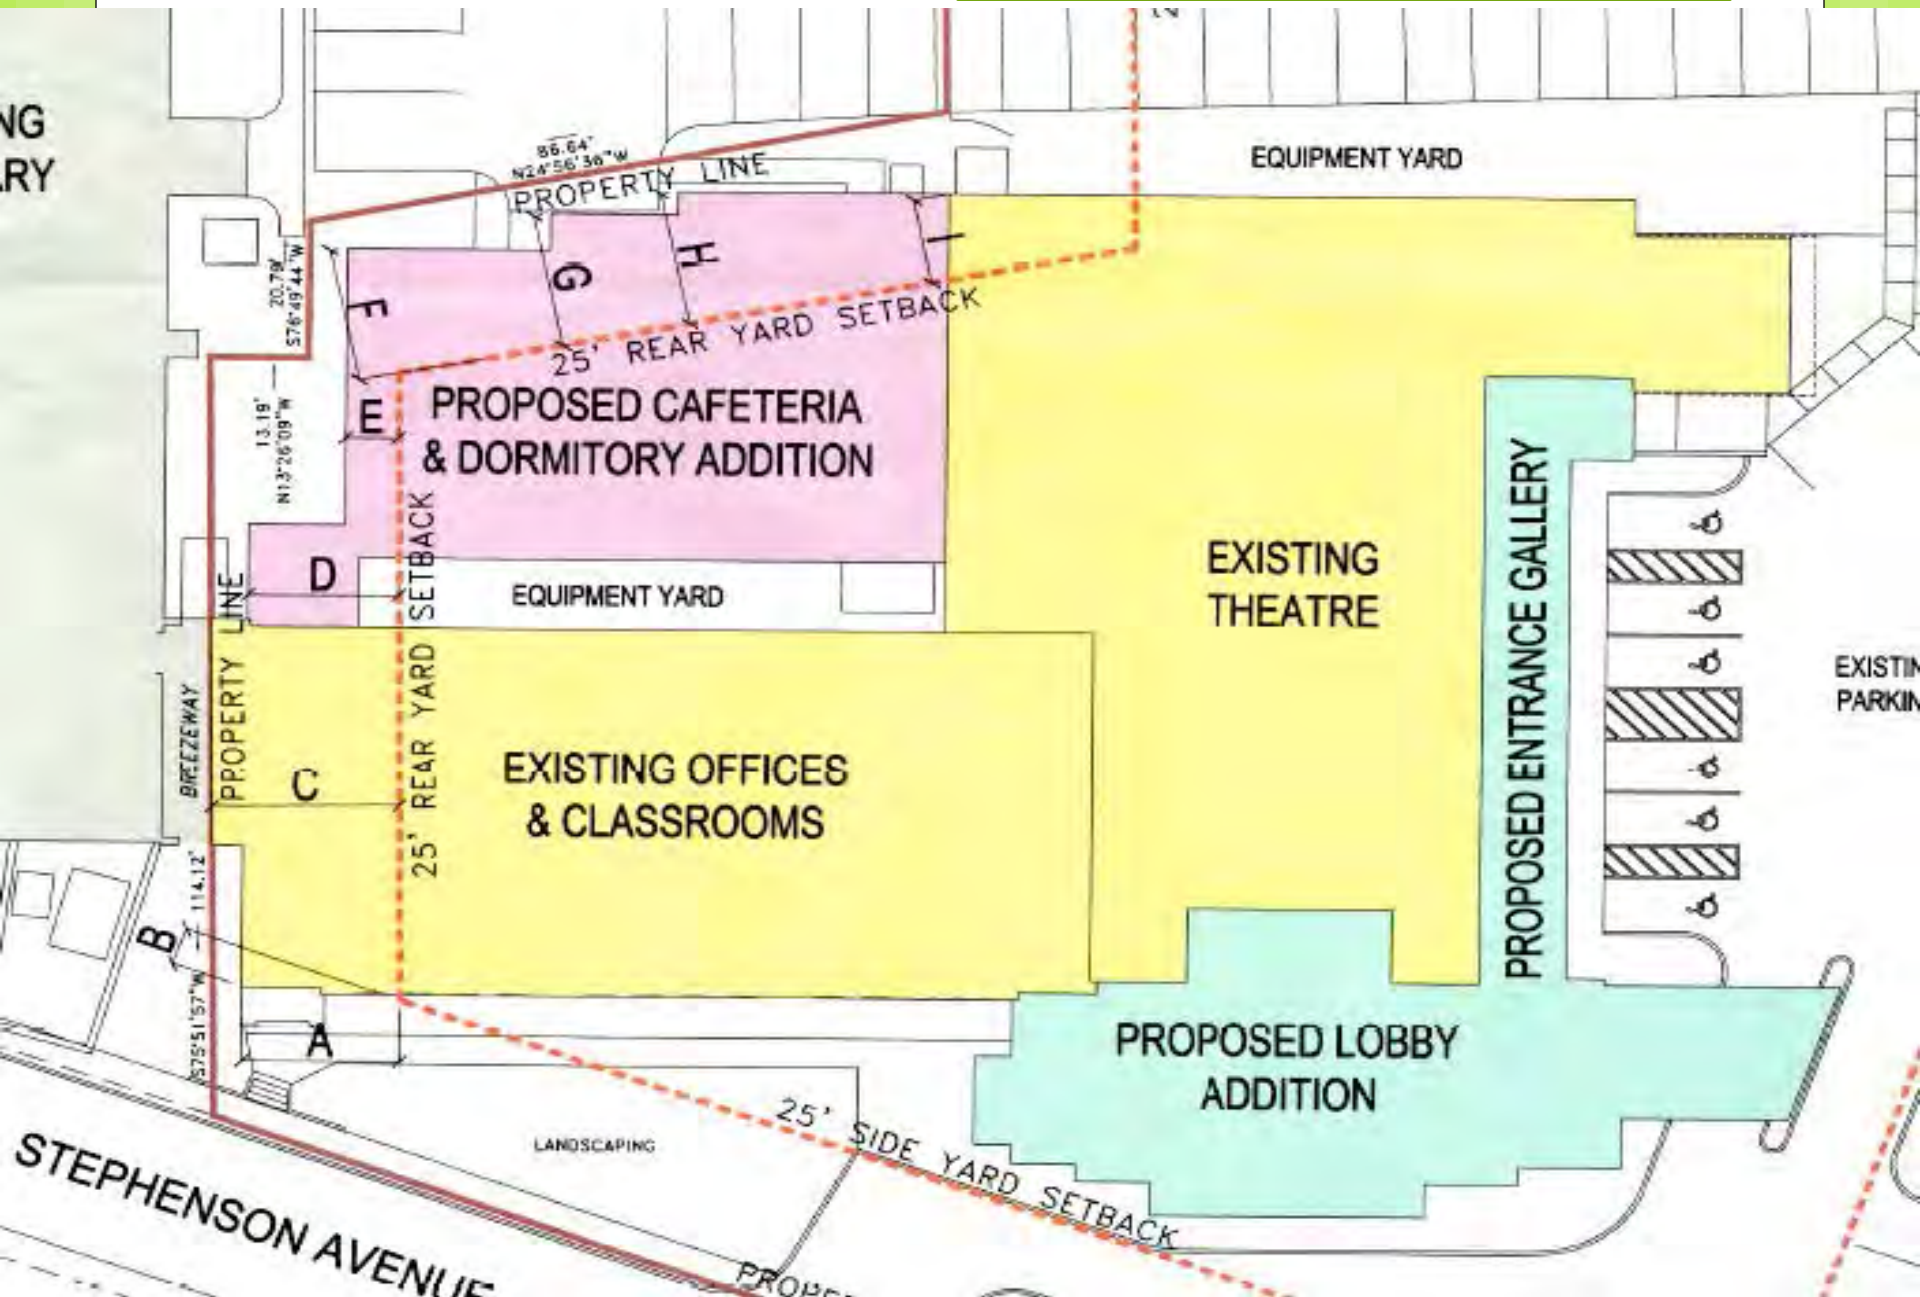 NG
RY
86.64'
N24°56'36"W
PROPERTY LINE
EQUIPMENT YARD
20.79'
S76°49'44"W
F
G
H
I
25' REAR YARD SETBACK
13.19'
N13°26'09"W
E
PROPOSED CAFETERIA
& DORMITORY ADDITION
D
EQUIPMENT YARD
PROPERTY LINE
25' REAR YARD SETBACK
BREEZEWAY
C
EXISTING OFFICES
& CLASSROOMS
EXISTING
THEATRE
PROPOSED ENTRANCE GALLERY
EXISTIN
PARKIN
114.12'
S75°51'57"W
B
A
PROPOSED LOBBY
ADDITION
25' SIDE YARD SETBACK
LANDSCAPING
STEPHENSON AVENUE
PROPE